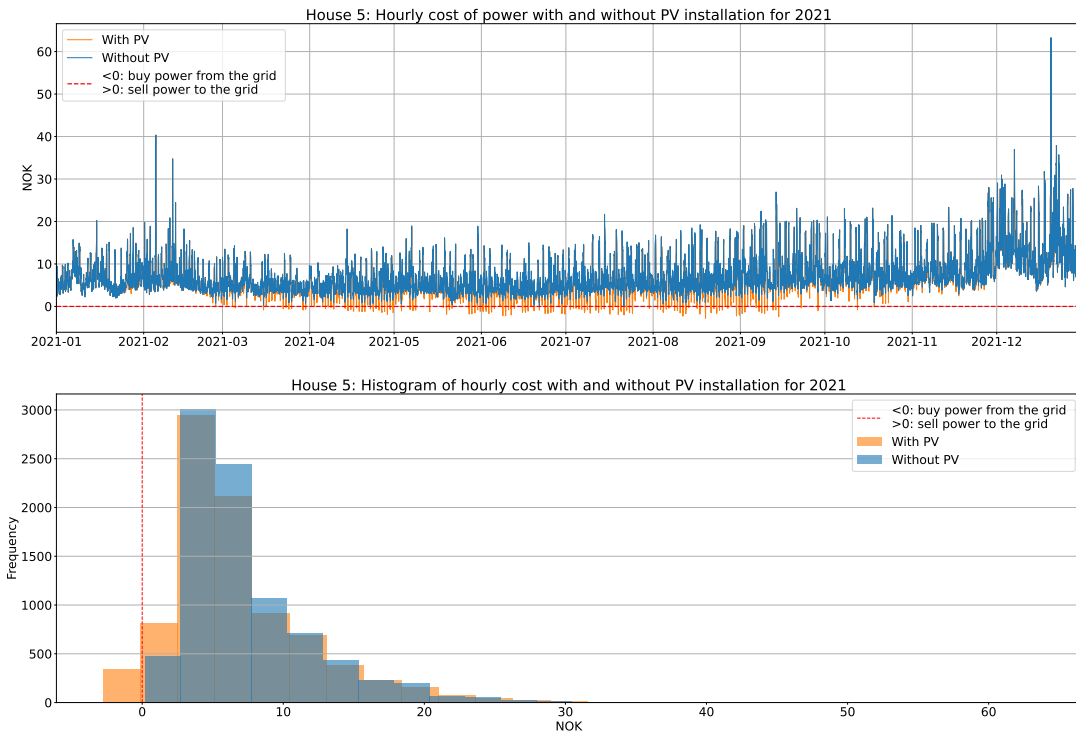 House 5: Hourly cost of power with and without PV installation for 2021
With PV
Without PV
<0: buy power from the grid
>0: sell power to the grid
NOK
60
50
40
30
20
10
0
2021-01 2021-02 2021-03 2021-04 2021-05 2021-06 2021-07 2021-08 2021-09 2021-10 2021-11 2021-12
House 5: Histogram of hourly cost with and without PV installation for 2021
<0: buy power from the grid
>0: sell power to the grid
With PV
Without PV
Frequency
3000
2500
2000
1500
1000
500
0
0 10 20 30 40 50 60
NOK